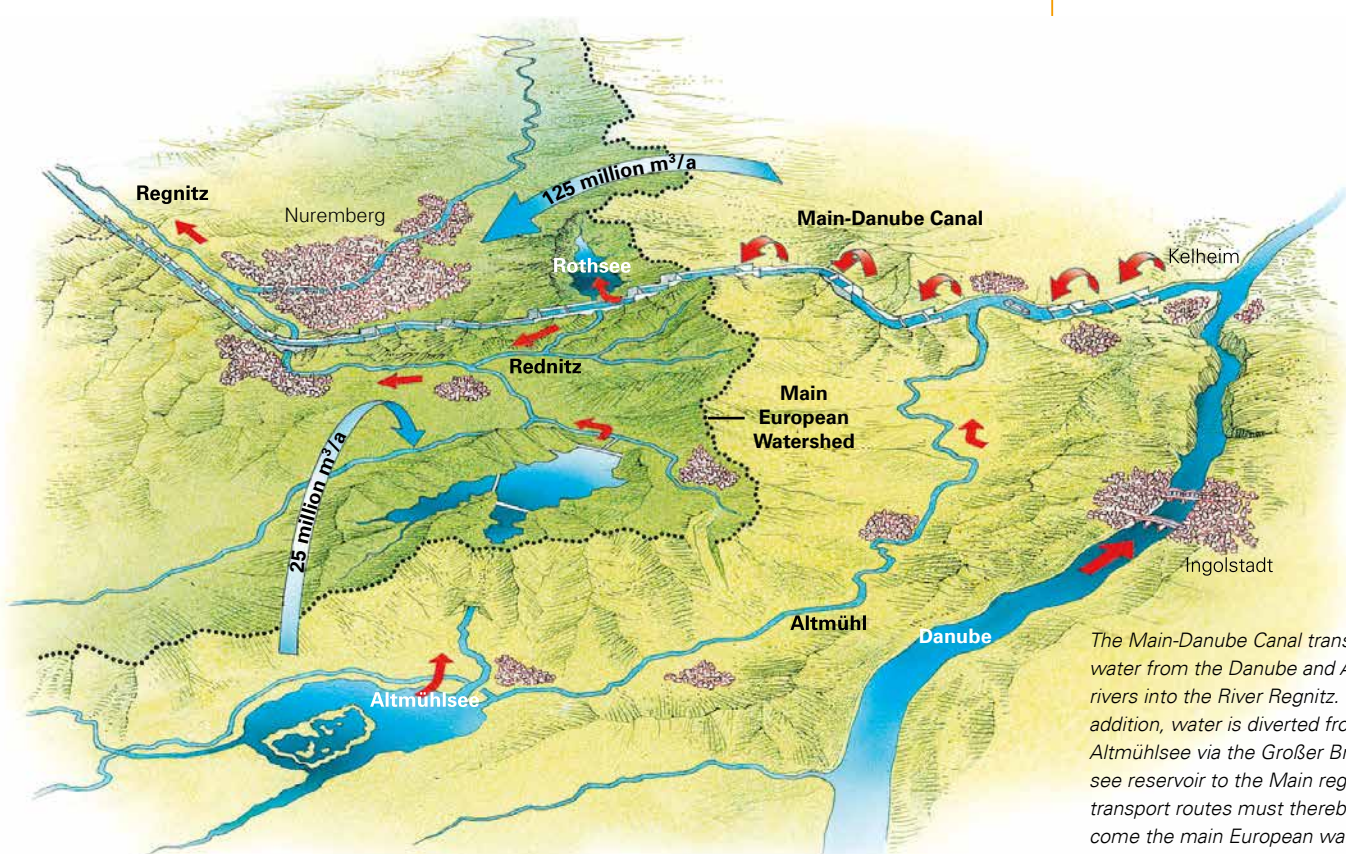 125 million m³/a
Regnitz
Nuremberg
Main-Danube Canal
Kelheim
Rothsee
Rednitz
Main
European
Watershed
25 million m³/a
Ingolstadt
Altmühl
Danube
Altmühlsee
The Main-Danube Canal trans
water from the Danube and A
rivers into the River Regnitz.
addition, water is diverted fro
Altmühlsee via the Großer Br
see reservoir to the Main reg
transport routes must thereb
come the main European wa